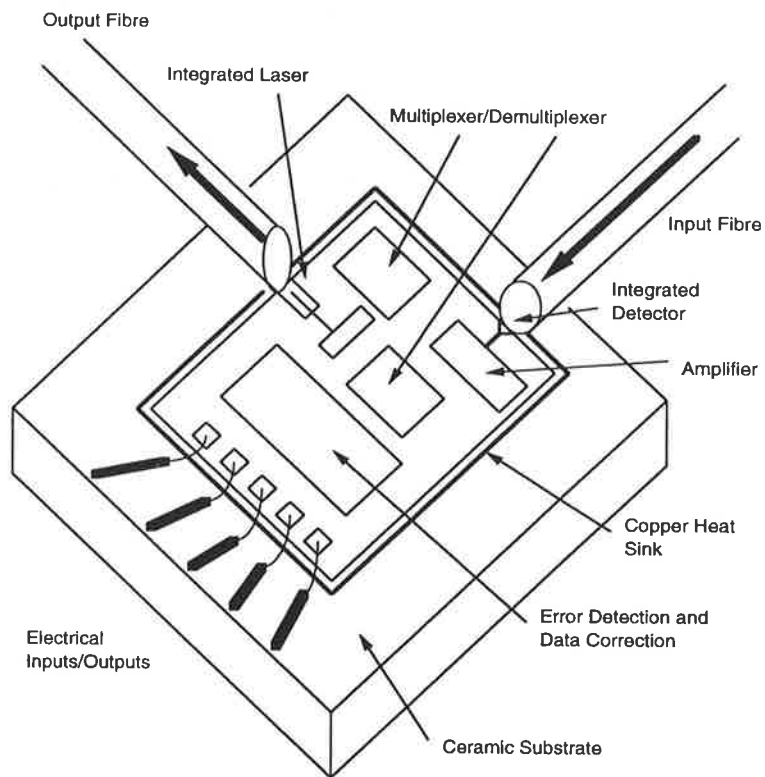 Output Fibre
Integrated Laser
Multiplexer/Demultiplexer
Input Fibre
Integrated
Detector
Amplifier
Copper Heat
Sink
Error Detection and
Data Correction
Electrical
Inputs/Outputs
Ceramic Substrate